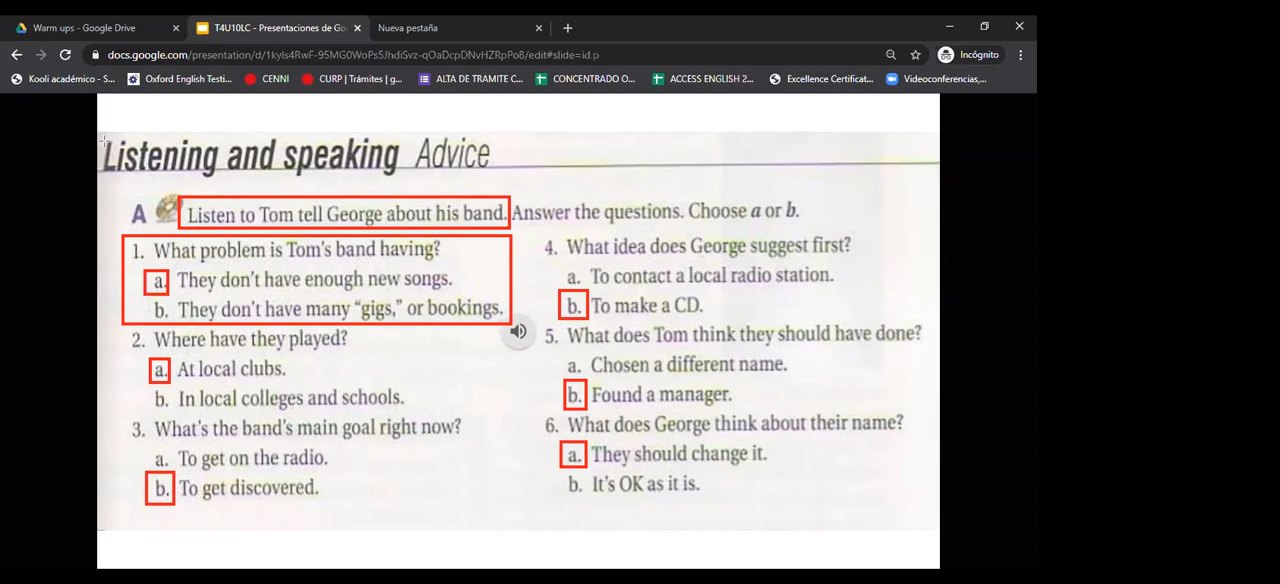 Warm ups - Google Drive
T4U10LC - Presentaciones de Go
Nueva pestaña
docs.google.com/presentation/d/1kyIs4RwF-95MG0WoPs5JhdiSvz-qOaDcpDNvHZRpPo8/edit#slide=id.p
Incógnito
Kooli académico - S...
Oxford English Testi...
CENNI
CURP | Trámites | g...
ALTA DE TRAMITE C...
CONCENTRADO O...
ACCESS ENGLISH 2...
Excellence Certificat...
Videoconferencias,...
Listening and speaking Advice
A Listen to Tom tell George about his band. Answer the questions. Choose a or b.
1. What problem is Tom's band having?
a. They don't have enough new songs.
b. They don't have many “gigs,” or bookings.
2. Where have they played?
a. At local clubs.
b. In local colleges and schools.
3. What's the band's main goal right now?
a. To get on the radio.
b. To get discovered.
4. What idea does George suggest first?
a. To contact a local radio station.
b. To make a CD.
5. What does Tom think they should have done?
a. Chosen a different name.
b. Found a manager.
6. What does George think about their name?
a. They should change it.
b. It's OK as it is.